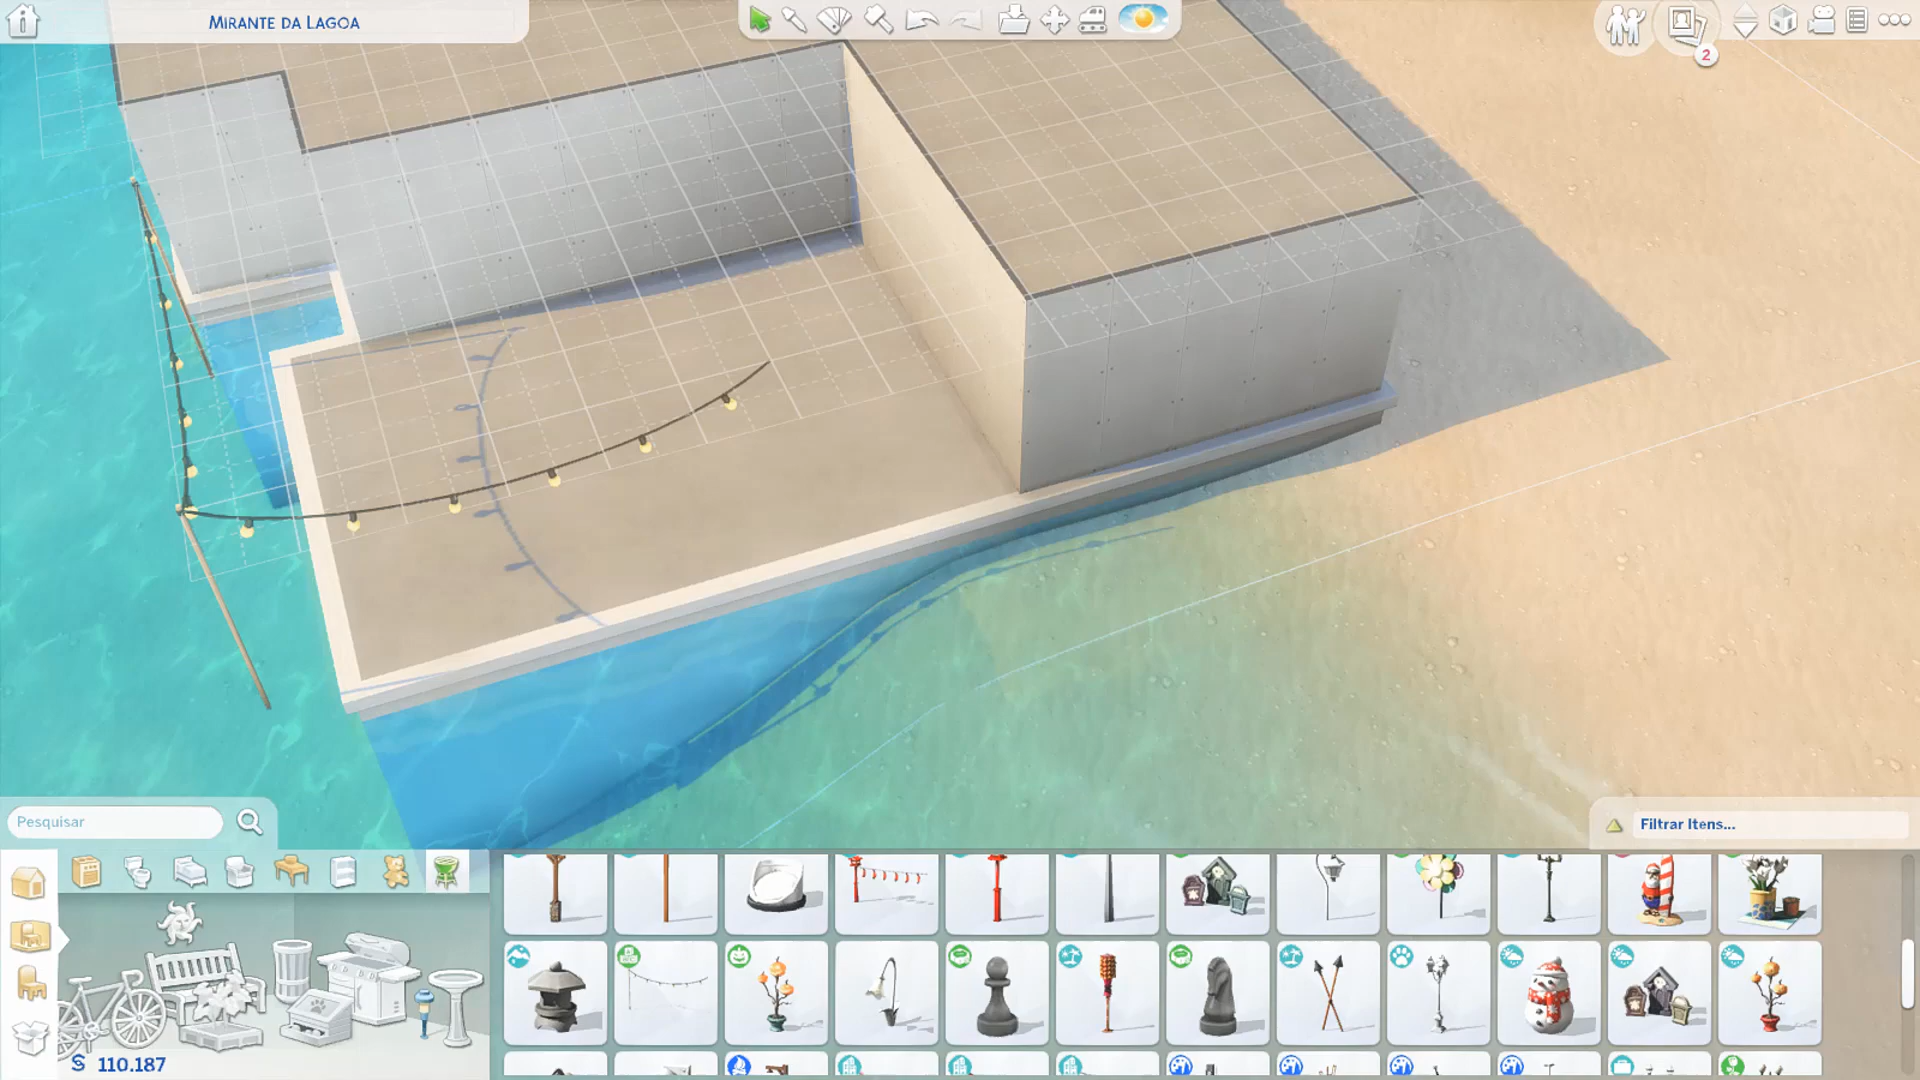 Mirante da Lagoa
2
Pesquisar
Filtrar Itens...
S 110.187